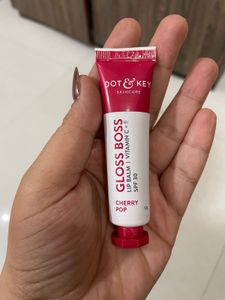 DOT & KEY
SKINCARE
GLOSS BOSS
LIP BALM | VITAMIN C + E
SPF 30
CHERRY
POP